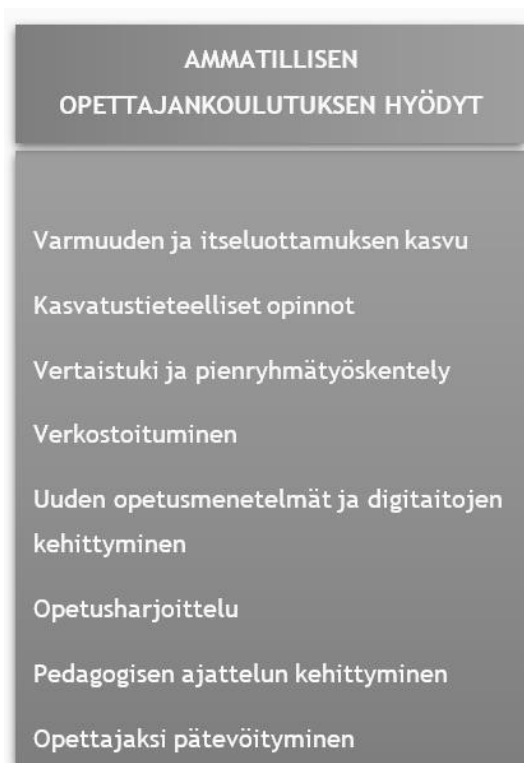 AMMATILLISEN
OPETTAJANKOULUTUKSEN HYÖDYT
Varmuuden ja itseluottamuksen kasvu
Kasvatustieteelliset opinnot
Vertaistuki ja pienryhmätyöskentely
Verkostoituminen
Uuden opetusmenetelmät ja digitaitojen
kehittyminen
Opetusharjoittelu
Pedagogisen ajattelun kehittyminen
Opettajaksi pätevöityminen